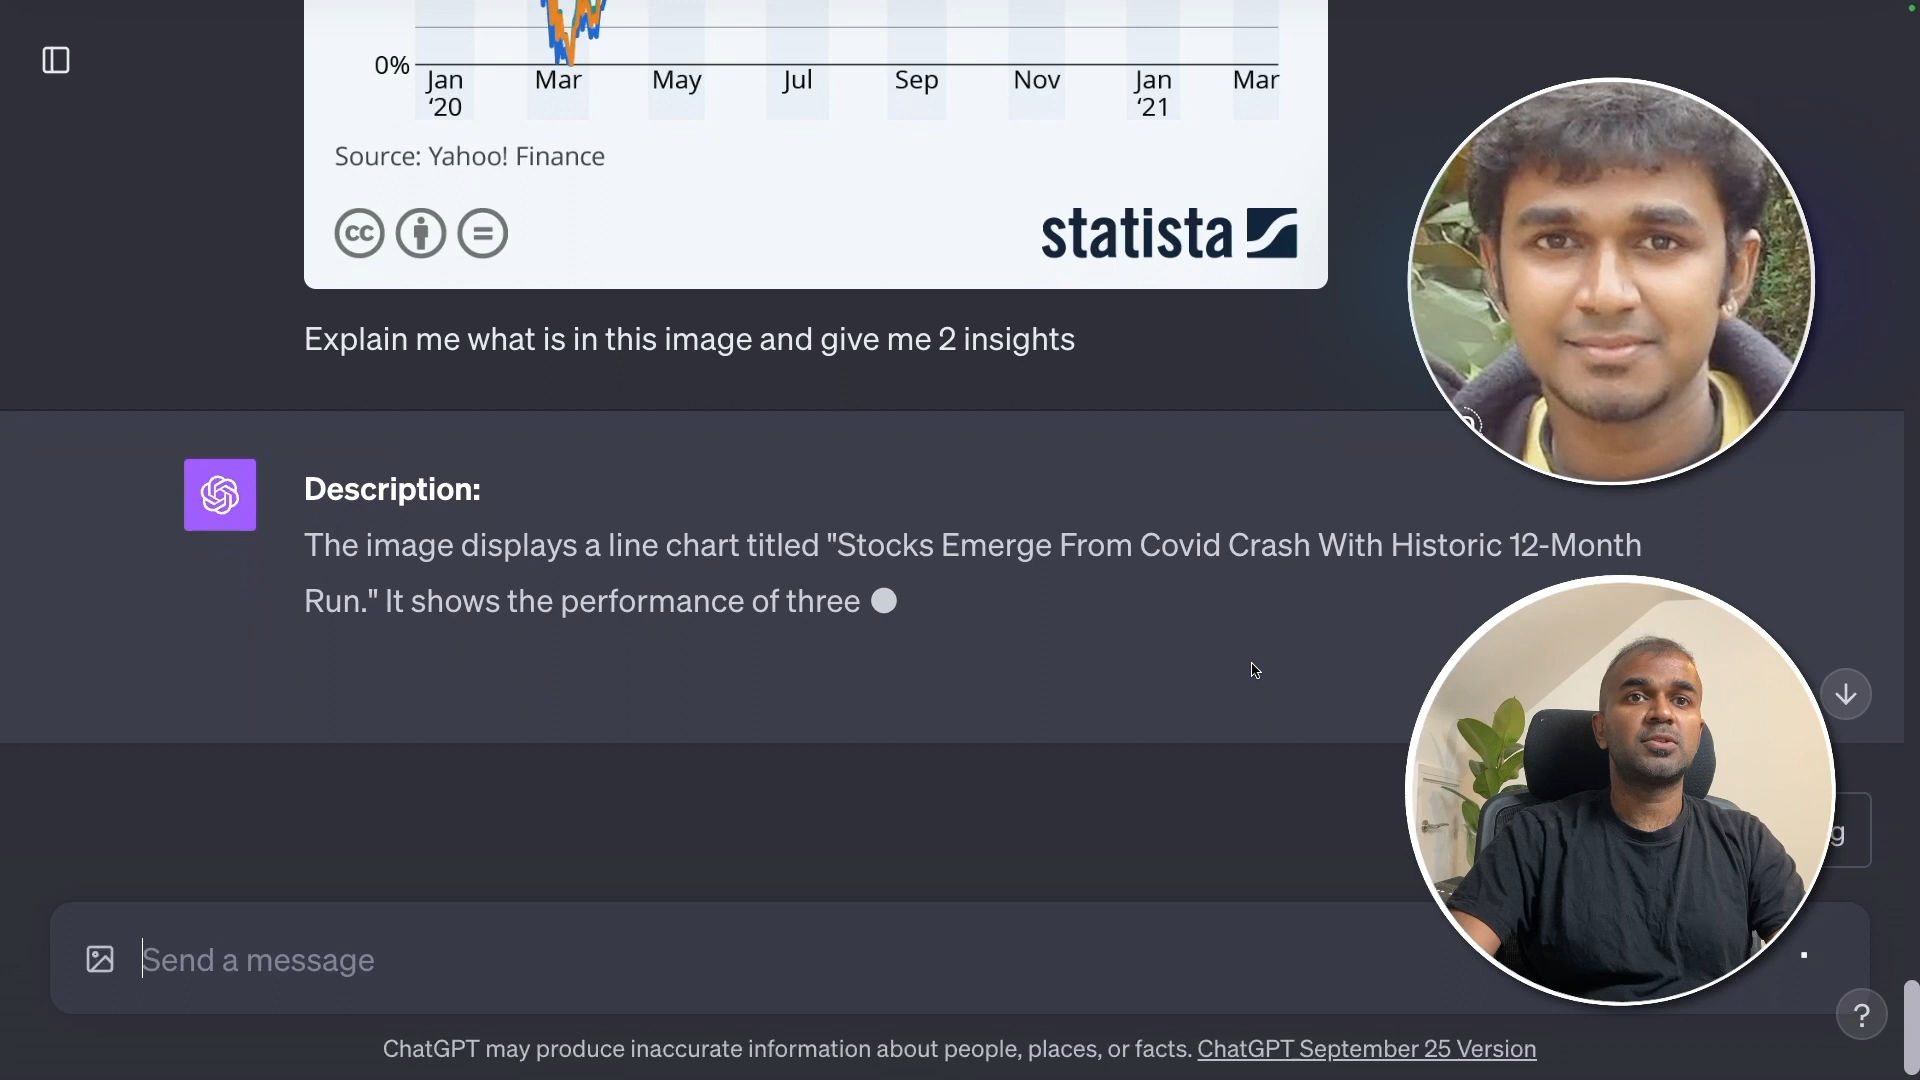 0%
Jan Mar May Jul Sep Nov Jan Mar
‘20 ‘21
Source: Yahoo! Finance
cc
statista
Explain me what is in this image and give me 2 insights
Description:
The image displays a line chart titled "Stocks Emerge From Covid Crash With Historic 12-Month
Run." It shows the performance of three
g
Send a message
?
ChatGPT may produce inaccurate information about people, places, or facts. ChatGPT September 25 Version